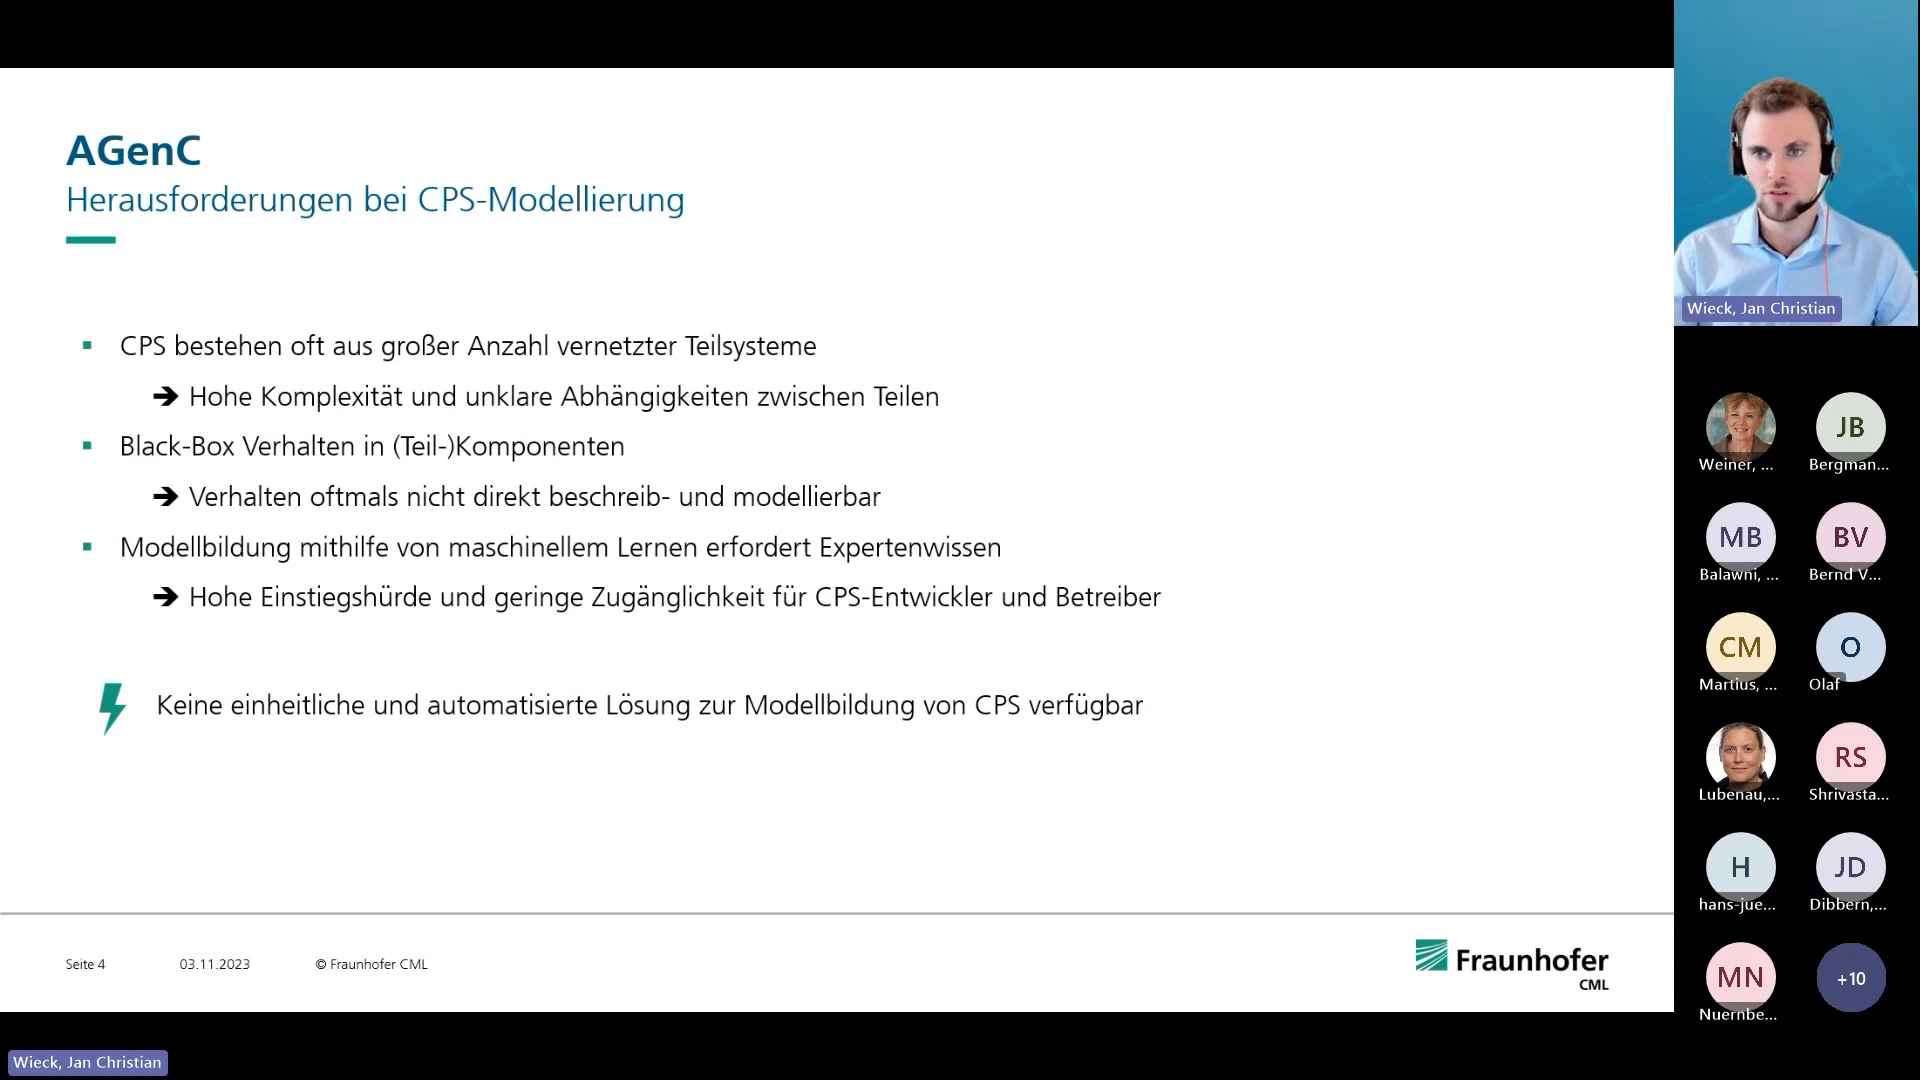 AGenC
Herausforderungen bei CPS-Modellierung
CPS bestehen oft aus großer Anzahl vernetzter Teilsysteme
➔ Hohe Komplexität und unklare Abhängigkeiten zwischen Teilen
Black-Box Verhalten in (Teil-)Komponenten
➔ Verhalten oftmals nicht direkt beschreib- und modellierbar
Modellbildung mithilfe von maschinellem Lernen erfordert Expertenwissen
➔ Hohe Einstiegshürde und geringe Zugänglichkeit für CPS-Entwickler und Betreiber
Keine einheitliche und automatisierte Lösung zur Modellbildung von CPS verfügbar
Seite 4 03.11.2023 © Fraunhofer CML
Fraunhofer
CML
Wieck, Jan Christian
Wieck, Jan Christian
JB
Weiner, ... Bergman...
MB BV
Balawni, ... Bernd V...
CM O
Martius, ... Olaf
RS
Lubenau,... Shrivasta...
H JD
hans-jue... Dibbern,...
MN +10
Nuernbe...